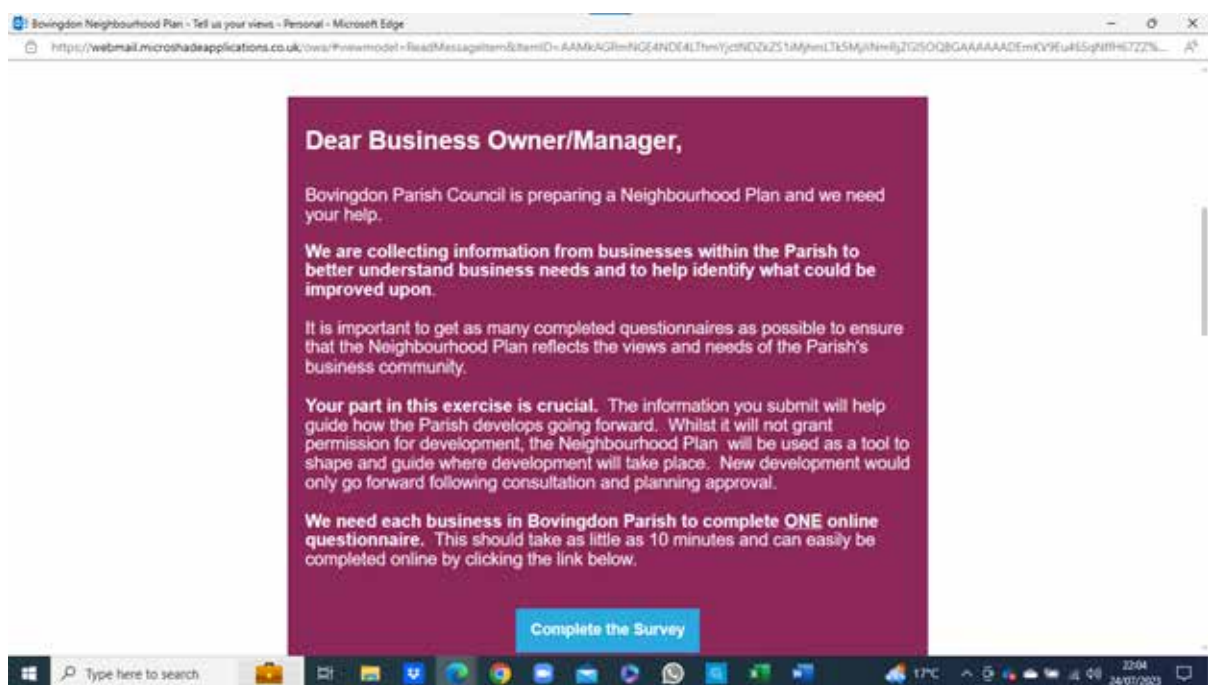 Bovingdon Neighbourhood Plan - Tell us your views - Personal - Microsoft Edge
Dear Business Owner/Manager,
Bovingdon Parish Council is preparing a Neighbourhood Plan and we need
your help.
We are collecting information from businesses within the Parish to
better understand business needs and to help identify what could be
improved upon.
It is important to get as many completed questionnaires as possible to ensure
that the Neighbourhood Plan reflects the views and needs of the Parish's
business community.
Your part in this exercise is crucial. The information you submit will help
guide how the Parish develops going forward. Whilst it will not grant
permission for development, the Neighbourhood Plan will be used as a tool to
shape and guide where development will take place. New development would
only go forward following consultation and planning approval.
We need each business in Bovingdon Parish to complete ONE online
questionnaire. This should take as little as 10 minutes and can easily be
completed online by clicking the link below.
Complete the Survey
Type here to search
17°C
22:04
24/07/2023